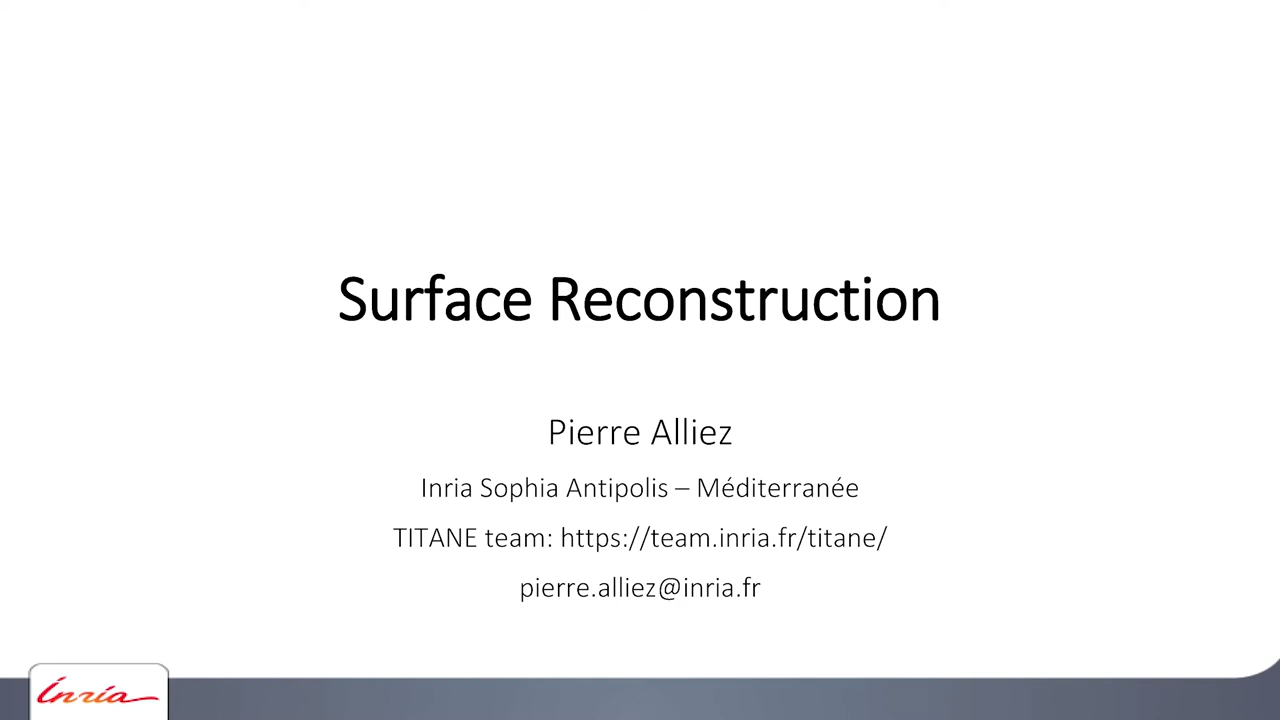 Surface Reconstruction
Pierre Alliez
Inria Sophia Antipolis – Méditerranée
TITANE team: https://team.inria.fr/titane/
pierre.alliez@inria.fr
Inria